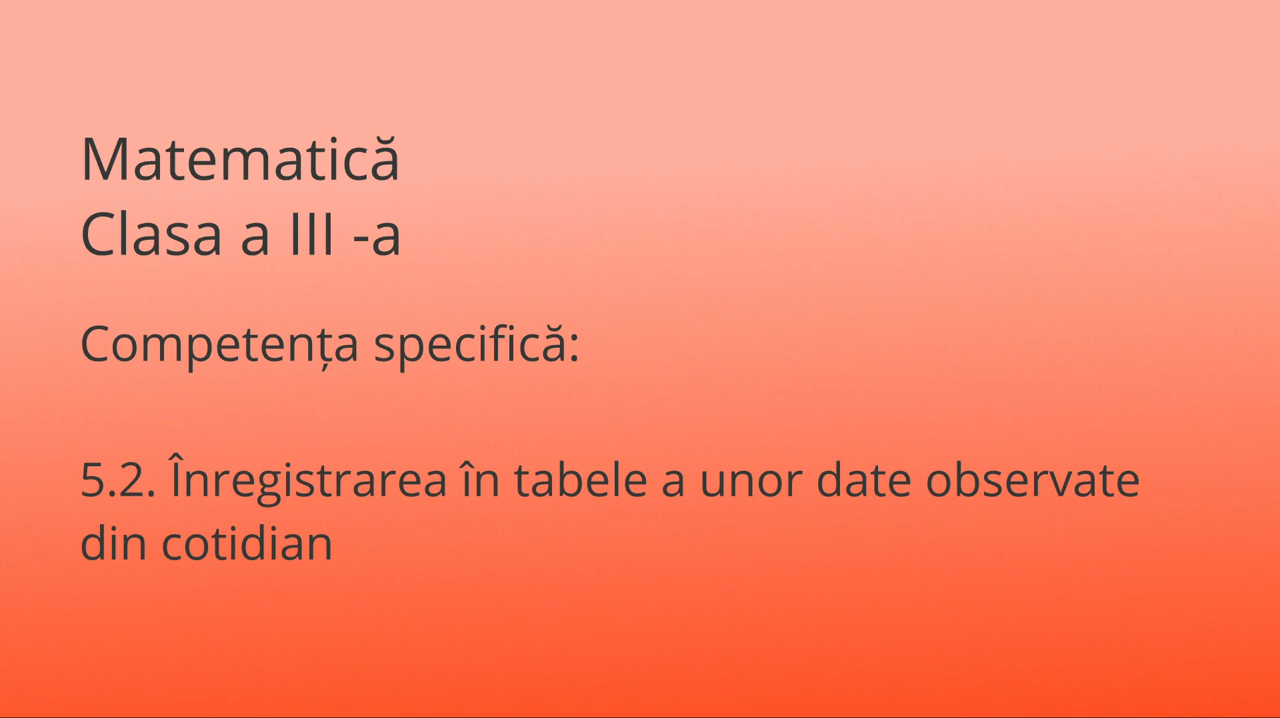 Matematică
Clasa a III -a
Competența specifică:
5.2. Înregistrarea în tabele a unor date observate
din cotidian